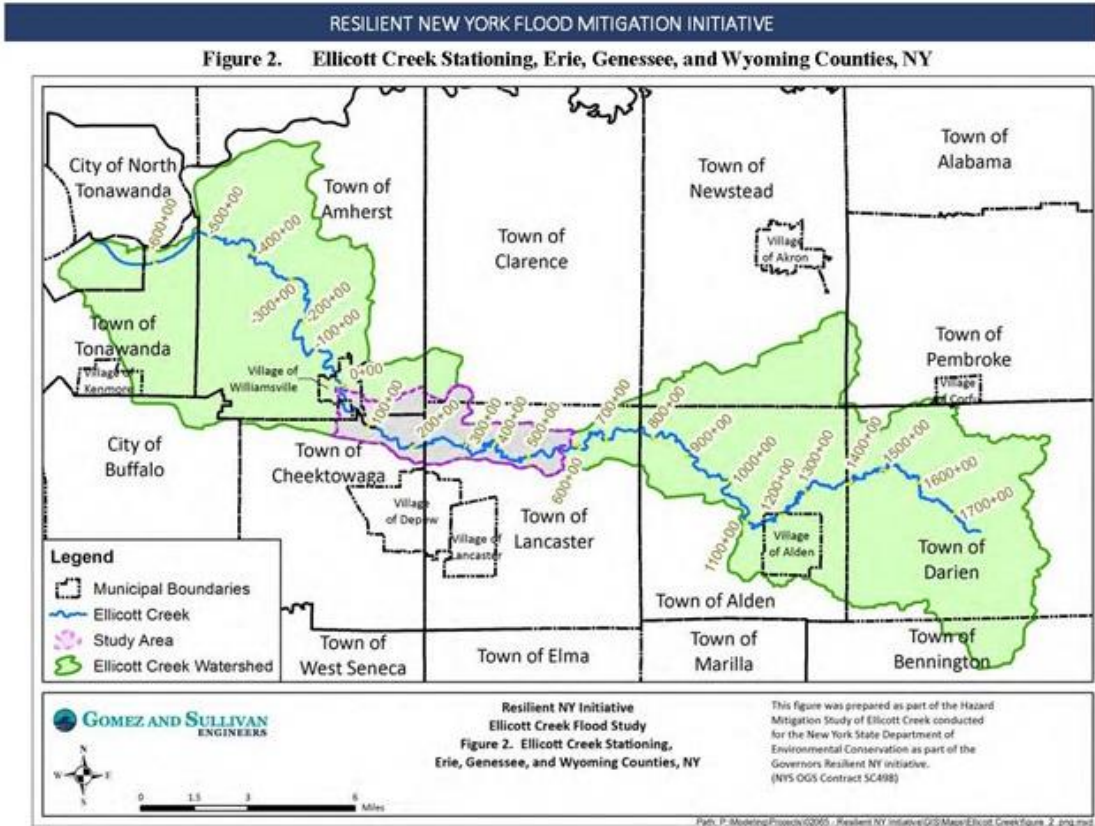 RESILIENT NEW YORK FLOOD MITIGATION INITIATIVE
Figure 2. Ellicott Creek Stationing, Erie, Genessee, and Wyoming Counties, NY
City of North
Tonawanda
Town of
Amherst
Town of
Clarence
Town of
Newstead
Town of
Alabama
Village
of Akron
Town of
Tonawanda
Village of
Kenmore
Village of
Williamsville
Town of
Pembroke
Village
of Corfu
City of
Buffalo
Town of
Cheektowaga
Village
of Depew
Village of
Lancaster
Town of
Lancaster
Village
of Alden
Town of
Darien
Town of Alden
Town of
West Seneca
Town of Elma
Town of
Marilla
Town of
Bennington
-600+00
-500+00
-400+00
-300+00
-200+00
-100+00
0+00
100+00
200+00
300+00
400+00
500+00
600+00
700+00
800+00
900+00
1000+00
1100+00
1200+00
1300+00
1400+00
1500+00
1600+00
1700+00
Legend
Municipal Boundaries
Ellicott Creek
Study Area
Ellicott Creek Watershed
GOMEZ AND SULLIVAN
ENGINEERS
N
W E
S
0 1.5 3 6
Miles
Resilient NY Initiative
Ellicott Creek Flood Study
Figure 2. Ellicott Creek Stationing,
Erie, Genessee, and Wyoming Counties, NY
This figure was prepared as part of the Hazard
Mitigation Study of Ellicott Creek conducted
for the New York State Department of
Environmental Conservation as part of the
Governors Resilient NY initiative.
(NYS OGS Contract SC498)